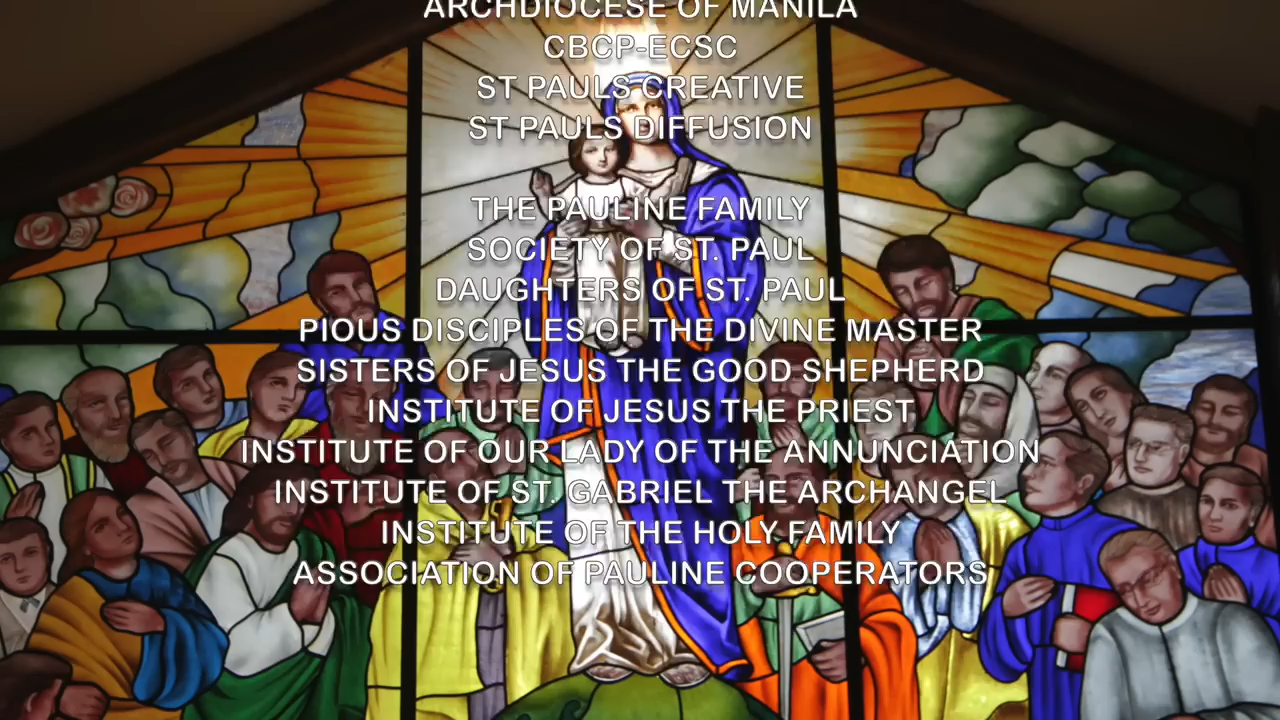 ARCHDIOCESE OF MANILA
CBCP-ECSC
ST PAULS CREATIVE
ST PAULS DIFFUSION
THE PAULINE FAMILY
SOCIETY OF ST. PAUL
DAUGHTERS OF ST. PAUL
PIOUS DISCIPLES OF THE DIVINE MASTER
SISTERS OF JESUS THE GOOD SHEPHERD
INSTITUTE OF JESUS THE PRIEST
INSTITUTE OF OUR LADY OF THE ANNUNCIATION
INSTITUTE OF ST. GABRIEL THE ARCHANGEL
INSTITUTE OF THE HOLY FAMILY
ASSOCIATION OF PAULINE COOPERATORS